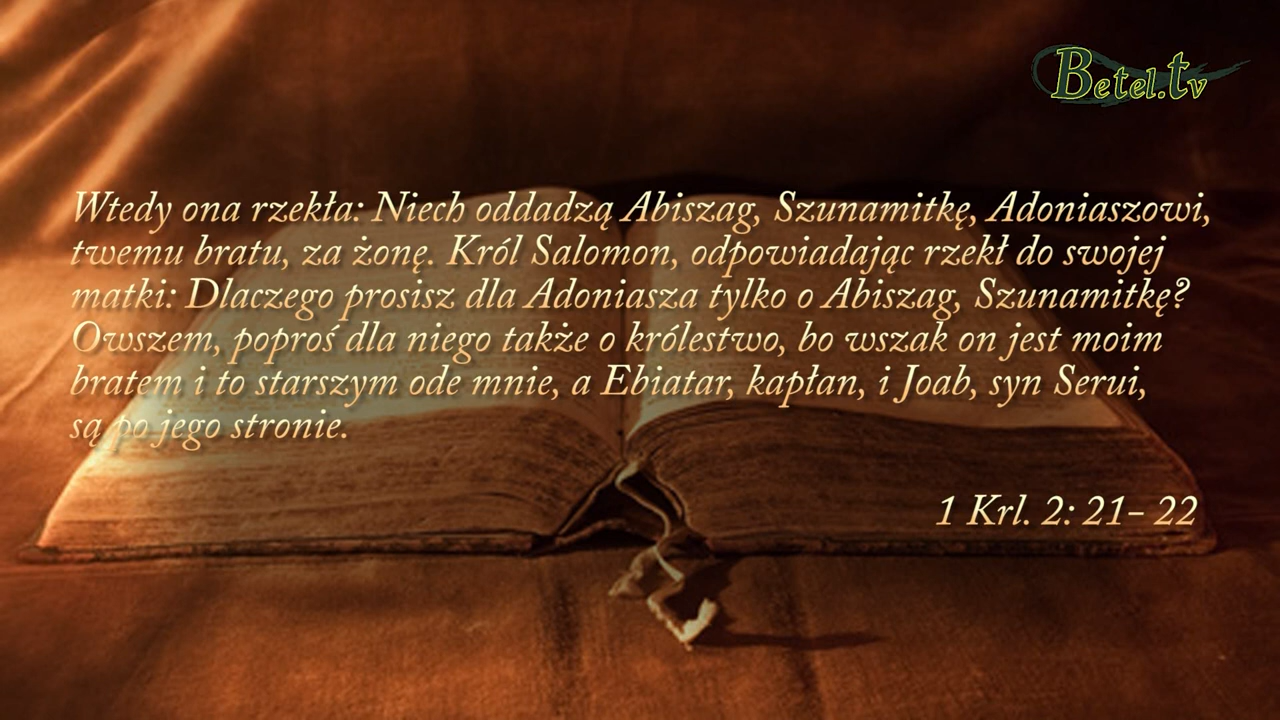 Betel.tv
Wtedy ona rzekła: Niech oddadzą Abiszag, Szunamitkę, Adoniaszowi,
twemu bratu, za żonę. Król Salomon, odpowiadając rzekł do swojej
matki: Dlaczego prosisz dla Adoniasza tylko o Abiszag, Szunamitkę?
Owszem, poproś dla niego także o królestwo, bo wszak on jest moim
bratem i to starszym ode mnie, a Ebiatar, kapłan, i Joab, syn Serui,
są po jego stronie.
1 Krl. 2: 21- 22